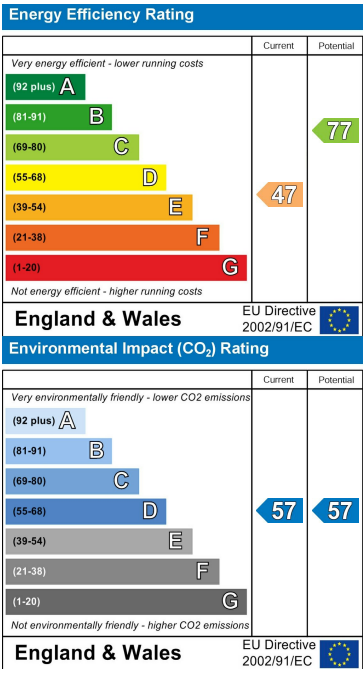 Energy Efficiency Rating
Current Potential
Very energy efficient - lower running costs
(92 plus) A
(81-91) B
(69-80) C
(55-68) D
(39-54) E
(21-38) F
(1-20) G
77
47
Not energy efficient - higher running costs
England & Wales
EU Directive
2002/91/EC
Environmental Impact (CO₂) Rating
Current Potential
Very environmentally friendly - lower CO2 emissions
(92 plus) A
(81-91) B
(69-80) C
(55-68) D
57 57
(39-54) E
(21-38) F
(1-20) G
Not environmentally friendly - higher CO2 emissions
England & Wales
EU Directive
2002/91/EC